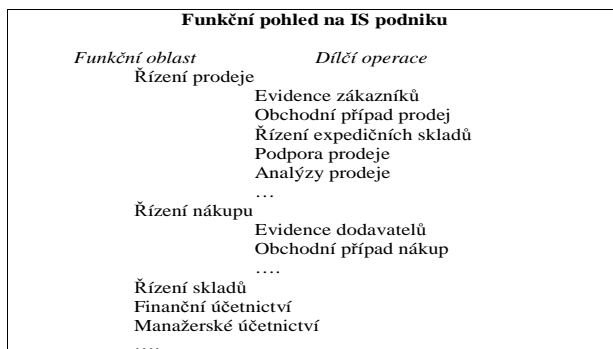 Funkční pohled na IS podniku
Funkční oblast Dílčí operace
Řízení prodeje
Evidence zákazníků
Obchodní případ prodej
Řízení expedičních skladů
Podpora prodeje
Analýzy prodeje
…
Řízení nákupu
Evidence dodavatelů
Obchodní případ nákup
….
Řízení skladů
Finanční účetnictví
Manažerské účetnictví
….